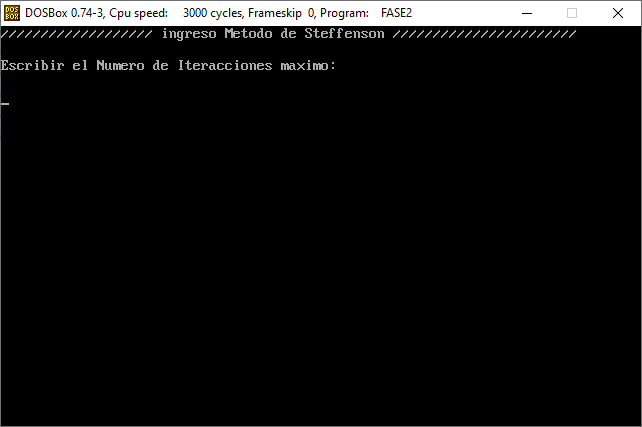 DOSBox 0.74-3, Cpu speed: 3000 cycles, Frameskip 0, Program: FASE2
/////////////////// ingreso Metodo de Steffenson ///////////////////////
Escribir el Numero de Iteracciones maximo:
_